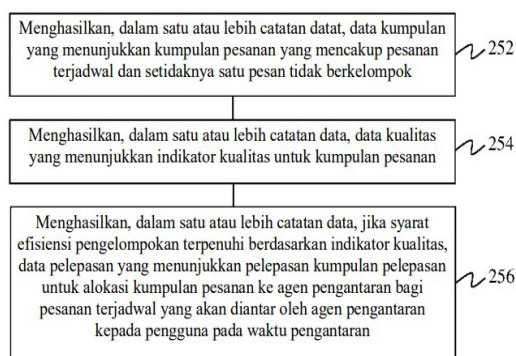 Menghasilkan, dalam satu atau lebih catatan datat, data kumpulan
yang menunjukkan kumpulan pesanan yang mencakup pesanan
terjadwal dan setidaknya satu pesan tidak berkelompok
252
Menghasilkan, dalam satu atau lebih catatan data, data kualitas
yang menunjukkan indikator kualitas untuk kumpulan pesanan
254
Menghasilkan, dalam satu atau lebih catatan data, jika syarat
efisiensi pengelompokan terpenuhi berdasarkan indikator kualitas,
data pelepasan yang menunjukkan pelepasan kumpulan pelepasan
untuk alokasi kumpulan pesanan ke agen pengantaran bagi
pesanan terjadwal yang akan diantar oleh agen pengantaran
kepada pengguna pada waktu pengantaran
256